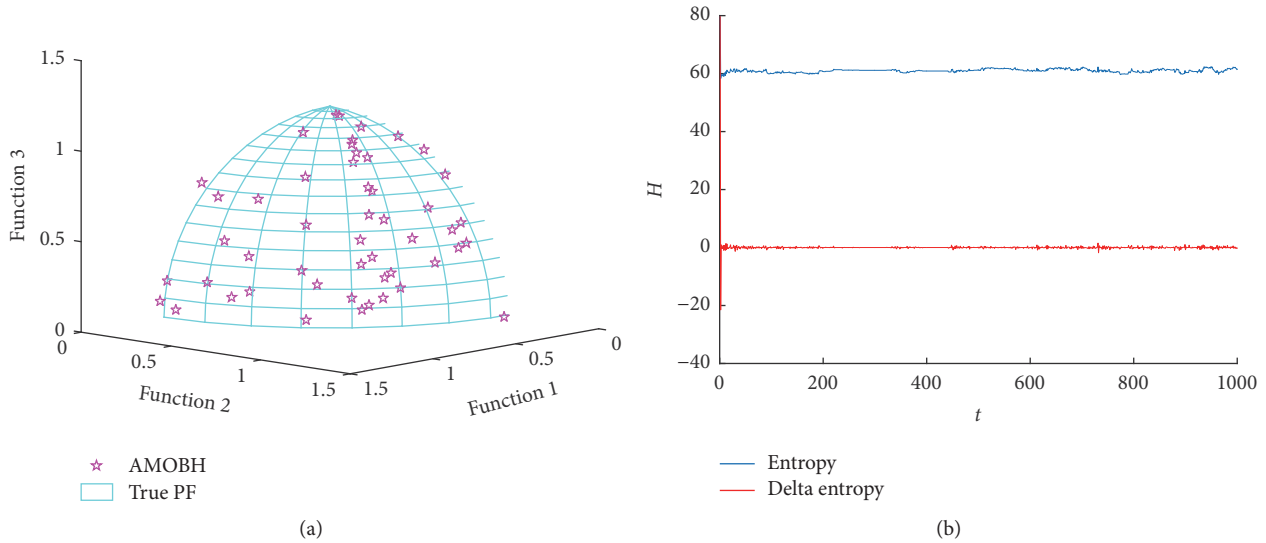 1.5
1
0.5
0
Function 3
0
0.5
1
1.5
Function 2
1.5
1
0.5
0
Function 1
AMOBH
True PF
(a)
80
60
40
20
0
−20
−40
H
0
200
400
600
800
1000
t
Entropy
Delta entropy
(b)